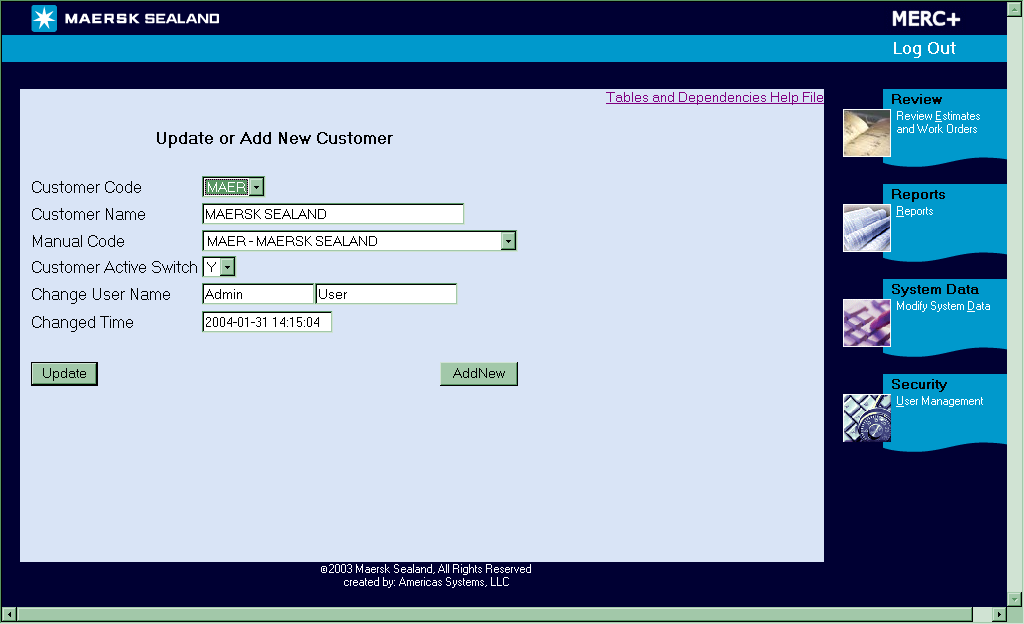 MAERSK SEALAND
MERC+
Log Out
Tables and Dependencies Help File
Update or Add New Customer
Customer Code
MAER
Customer Name
MAERSK SEALAND
Manual Code
MAER - MAERSK SEALAND
Customer Active Switch
Y
Change User Name
Admin
User
Changed Time
2004-01-31 14:15:04
Update
AddNew
Review
Review Estimates
and Work Orders
Reports
Reports
System Data
Modify System Data
Security
User Management
©2003 Maersk Sealand, All Rights Reserved
created by: Americas Systems, LLC